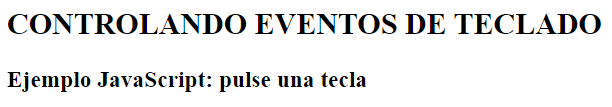 CONTROLANDO EVENTOS DE TECLADO
Ejemplo JavaScript: pulse una tecla